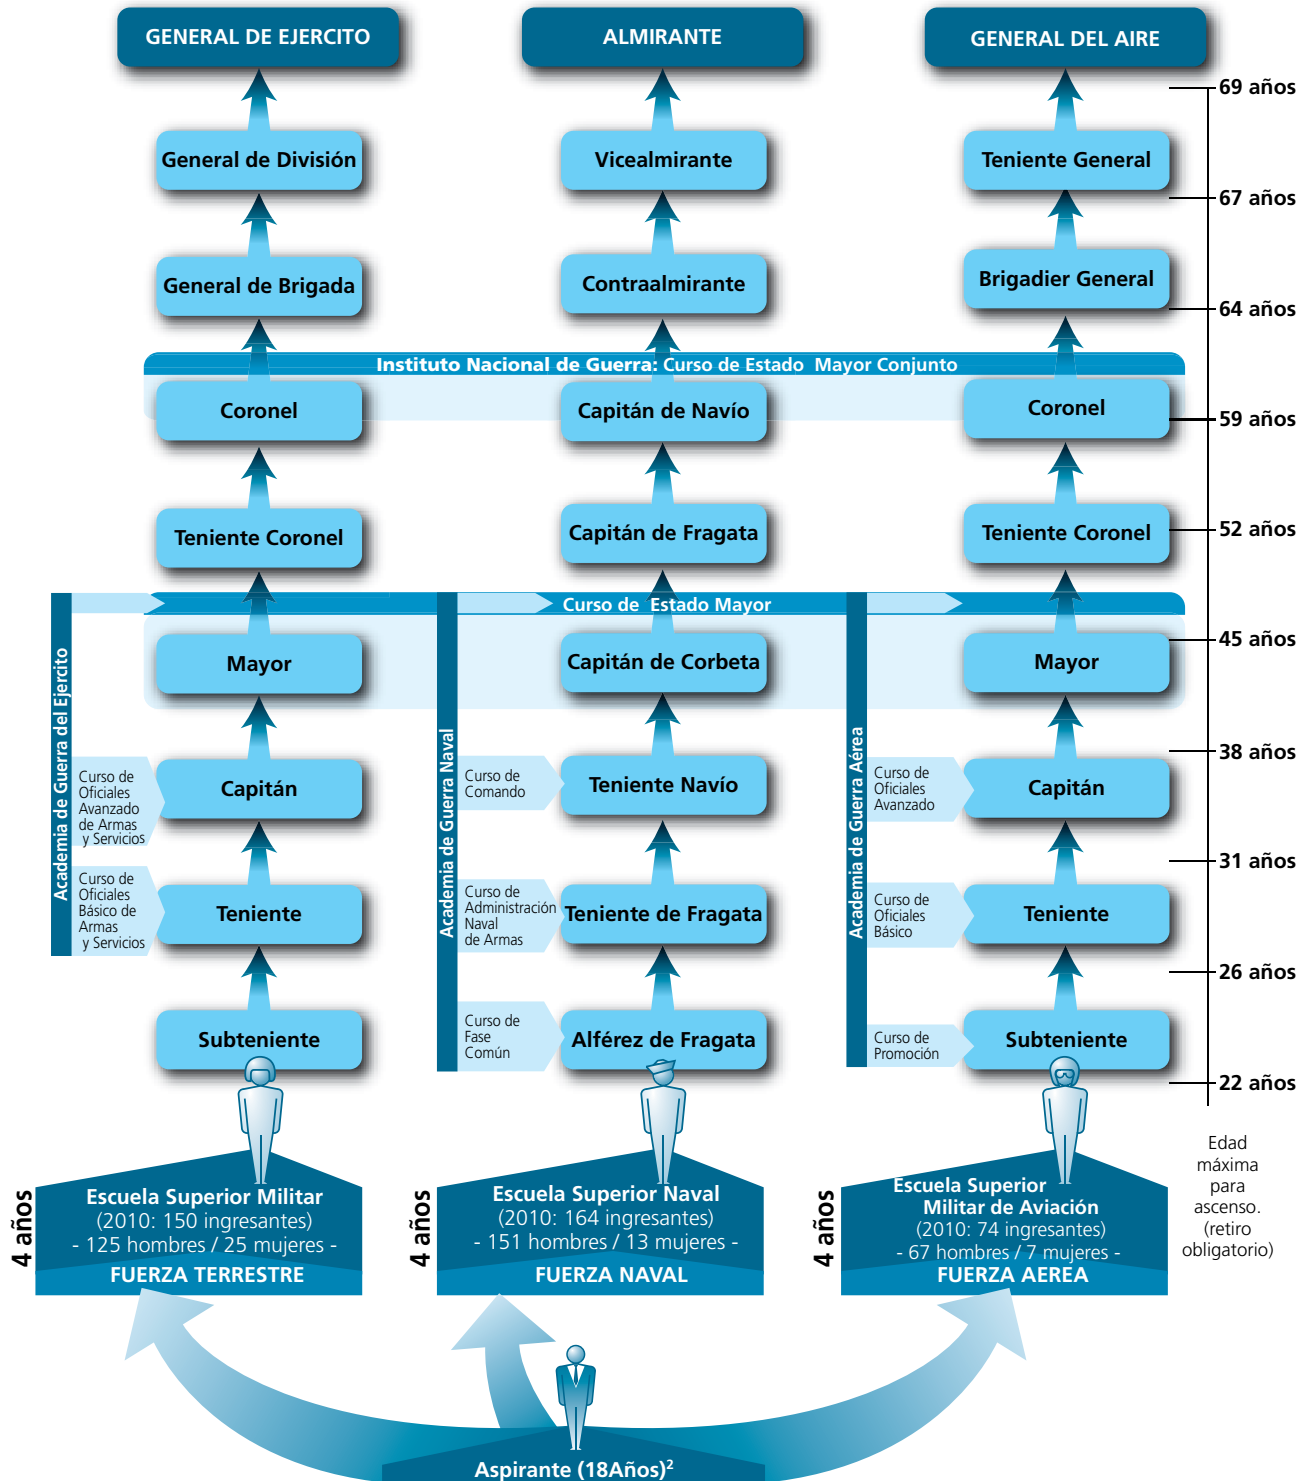 GENERAL DE EJERCITO
ALMIRANTE
GENERAL DEL AIRE
69 años
General de División
Vicealmirante
Teniente General
67 años
General de Brigada
Contraalmirante
Brigadier General
64 años
Instituto Nacional de Guerra: Curso de Estado Mayor Conjunto
Coronel
Capitán de Navío
Coronel
59 años
Teniente Coronel
Capitán de Fragata
Teniente Coronel
52 años
Curso de Estado Mayor
Academia de Guerra del Ejercito
Academia de Guerra Naval
Academia de Guerra Aérea
Mayor
Capitán de Corbeta
Mayor
45 años
38 años
Curso de
Oficiales
Avanzado
de Armas
y Servicios
Capitán
Curso de
Comando
Teniente Navío
Curso de
Oficiales
Avanzado
Capitán
31 años
Curso de
Oficiales
Básico de
Armas
y Servicios
Teniente
Curso de
Administración
Naval
de Armas
Teniente de Fragata
Curso de
Oficiales
Básico
Teniente
26 años
Subteniente
Curso de
Fase
Común
Alférez de Fragata
Curso de
Promoción
Subteniente
22 años
Edad
máxima
para
ascenso.
(retiro
obligatorio)
4 años
Escuela Superior Militar
(2010: 150 ingresantes)
- 125 hombres / 25 mujeres -
FUERZA TERRESTRE
4 años
Escuela Superior Naval
(2010: 164 ingresantes)
- 151 hombres / 13 mujeres -
FUERZA NAVAL
4 años
Escuela Superior
Militar de Aviación
(2010: 74 ingresantes)
- 67 hombres / 7 mujeres -
FUERZA AEREA
Aspirante (18Años)²